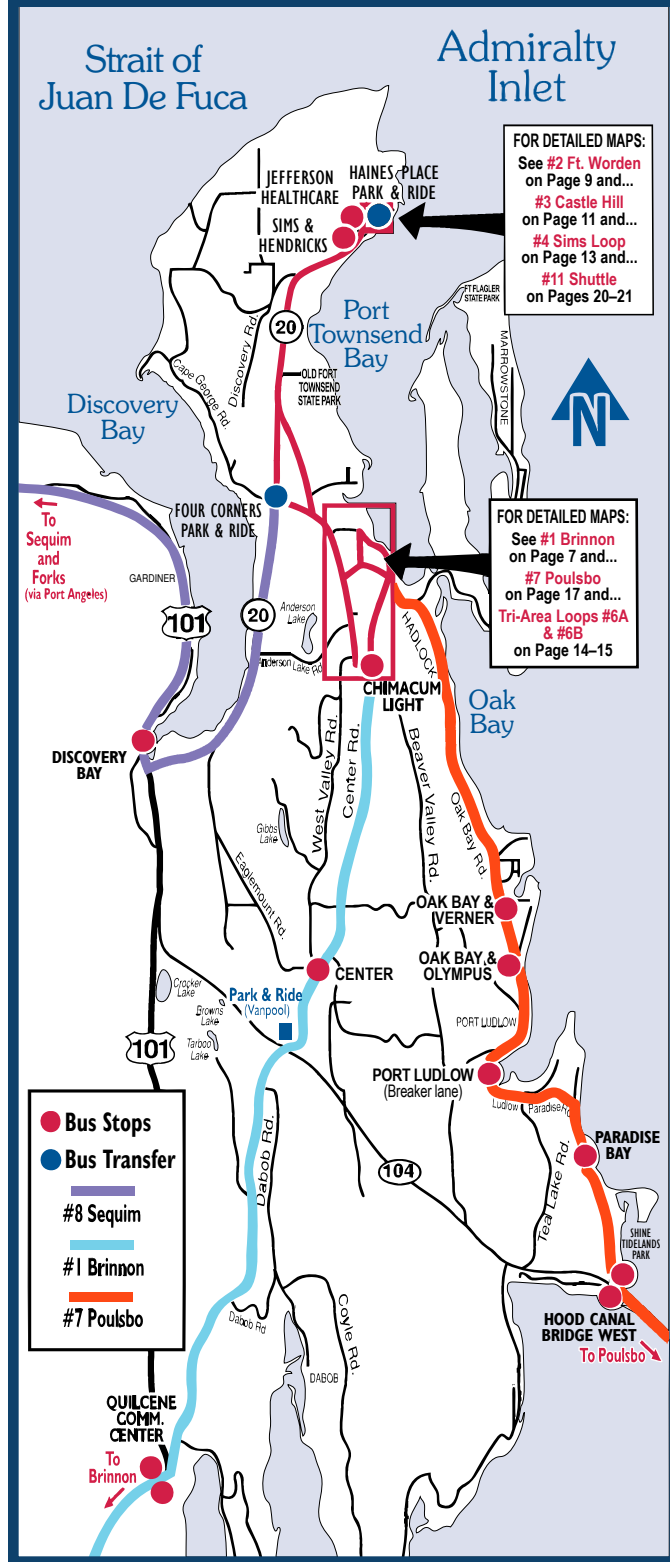 Strait of
Juan De Fuca
Admiralty
Inlet
FOR DETAILED MAPS:
See #2 Ft. Worden
on Page 9 and...
#3 Castle Hill
on Page 11 and...
#4 Sims Loop
on Page 13 and...
#11 Shuttle
on Pages 20–21
JEFFERSON
HEALTHCARE
HAINES PLACE
PARK & RIDE
SIMS &
HENDRICKS
FT FLAGLER
STATE PARK
Port
Townsend
Bay
20
Discovery Rd.
MARROWSTONE
Cape George Rd.
OLD FORT
TOWNSEND
STATE PARK
N
Discovery
Bay
FOUR CORNERS
PARK & RIDE
To
Sequim
and
Forks
(via Port Angeles)
GARDINER
101
20
Anderson
Lake
Anderson Lake Rd
HADLOCK
FOR DETAILED MAPS:
See #1 Brinnon
on Page 7 and...
#7 Poulsbo
on Page 17 and...
Tri-Area Loops #6A
& #6B
on Page 14–15
CHIMACUM
LIGHT
Oak
Bay
DISCOVERY
BAY
West Valley Rd.
Center Rd.
Beaver Valley Rd.
Oak Bay Rd.
Gibbs
Lake
Eaglemount Rd.
OAK BAY &
VERNER
OAK BAY &
OLYMPUS
CENTER
Crocker
Lake
Browns
Lake
Tarboo
Lake
Park & Ride
(Vanpool)
PORT LUDLOW
101
PORT LUDLOW
(Breaker lane)
Ludlow
Paradise Rd
Bus Stops
Bus Transfer
#8 Sequim
#1 Brinnon
#7 Poulsbo
Dabob Rd.
104
Teal Lake Rd.
PARADISE
BAY
SHINE
TIDELANDS
PARK
HOOD CANAL
BRIDGE WEST
To Poulsbo
Dabob Rd
Coyle Rd.
DABOB
QUILCENE
COMM.
CENTER
To
Brinnon